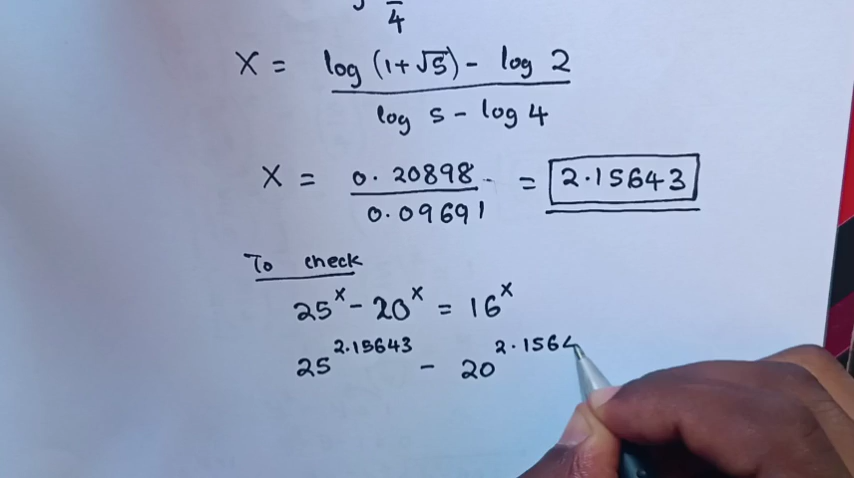 4
X = log (1+√5) - log 2
log 5 - log 4
X = 0.20898 = 2.15643
0.09691
To check
25^x - 20^x = 16^x
25^2.15643 - 20^2.1564